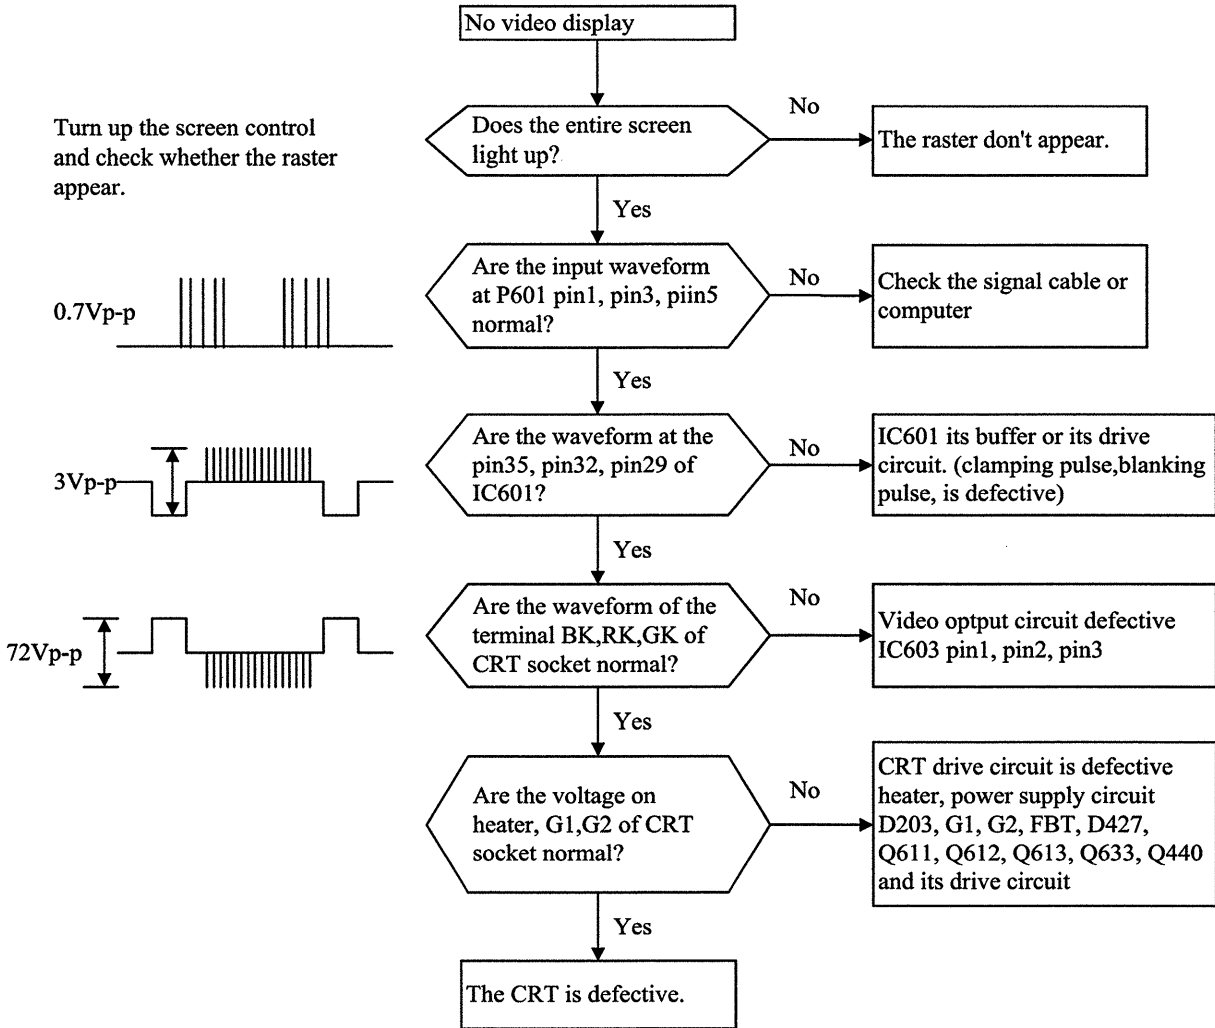 No video display
Turn up the screen control
and check whether the raster
appear.
Does the entire screen
light up?
No
The raster don't appear.
Yes
0.7Vp-p
Are the input waveform
at P601 pin1, pin3, piin5
normal?
No
Check the signal cable or
computer
Yes
3Vp-p
Are the waveform at the
pin35, pin32, pin29 of
IC601?
No
IC601 its buffer or its drive
circuit. (clamping pulse,blanking
pulse, is defective)
Yes
72Vp-p
Are the waveform of the
terminal BK,RK,GK of
CRT socket normal?
No
Video optput circuit defective
IC603 pin1, pin2, pin3
Yes
Are the voltage on
heater, G1,G2 of CRT
socket normal?
No
CRT drive circuit is defective
heater, power supply circuit
D203, G1, G2, FBT, D427,
Q611, Q612, Q613, Q633, Q440
and its drive circuit
Yes
The CRT is defective.